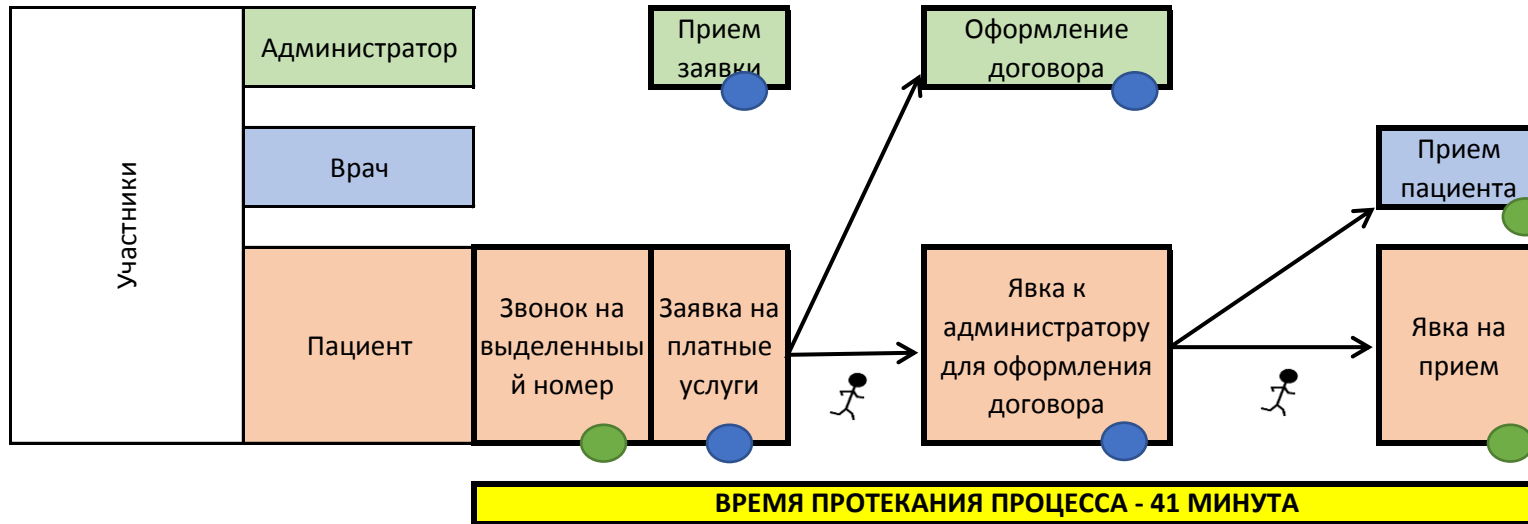 Участники
Администратор
Прием
заявки
Оформление
договора
Врач
Прием
пациента
Пациент
Звонок на
выделенныы
й номер
Заявка на
платные
услуги
Явка к
администратору
для оформления
договора
Явка на
прием
ВРЕМЯ ПРОТЕКАНИЯ ПРОЦЕССА - 41 МИНУТА